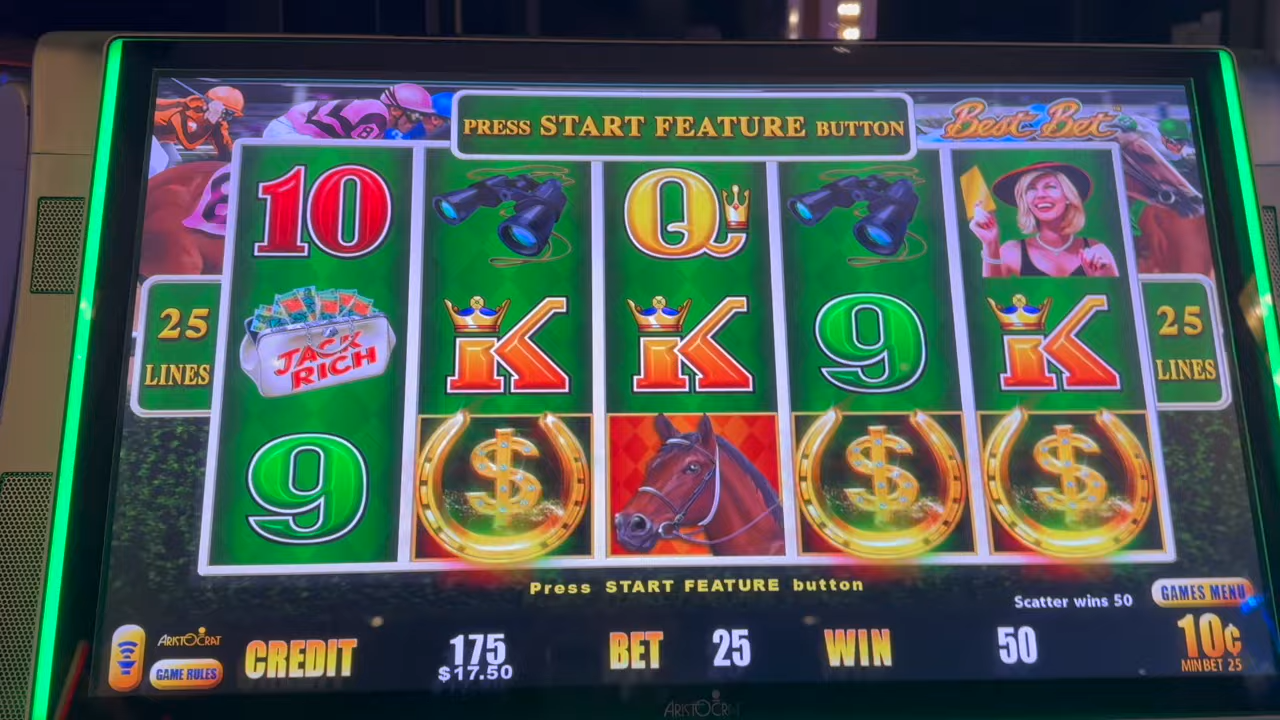 PRESS START FEATURE BUTTON
Best Bet
8
8
10
Q
25
LINES
JACK
RICH
K
K
9
K
25
LINES
9
$
$
$
Press START FEATURE button
Scatter wins 50
GAMES MENU
ARISTOCRAT
GAME RULES
CREDIT
175
$17.50
BET 25
WIN 50
10¢
MIN BET 25
ARISTOCRAT